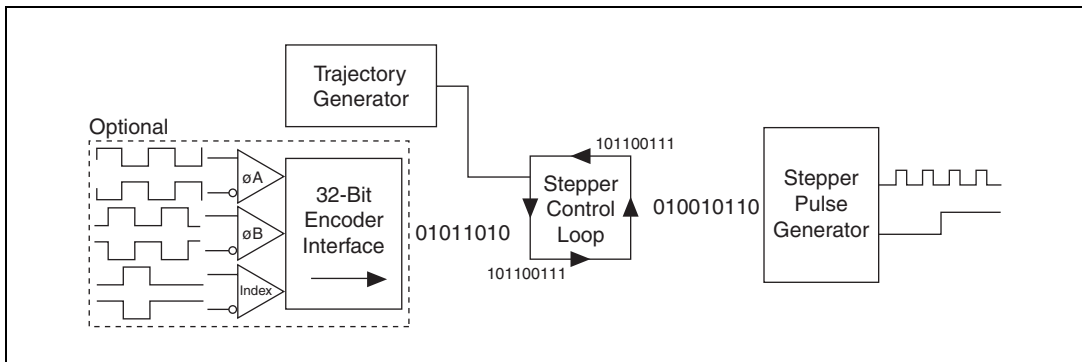 Trajectory
Generator
Optional
øA
øB
Index
32-Bit
Encoder
Interface
01011010
101100111
Stepper
Control
Loop
101100111
010010110
Stepper
Pulse
Generator